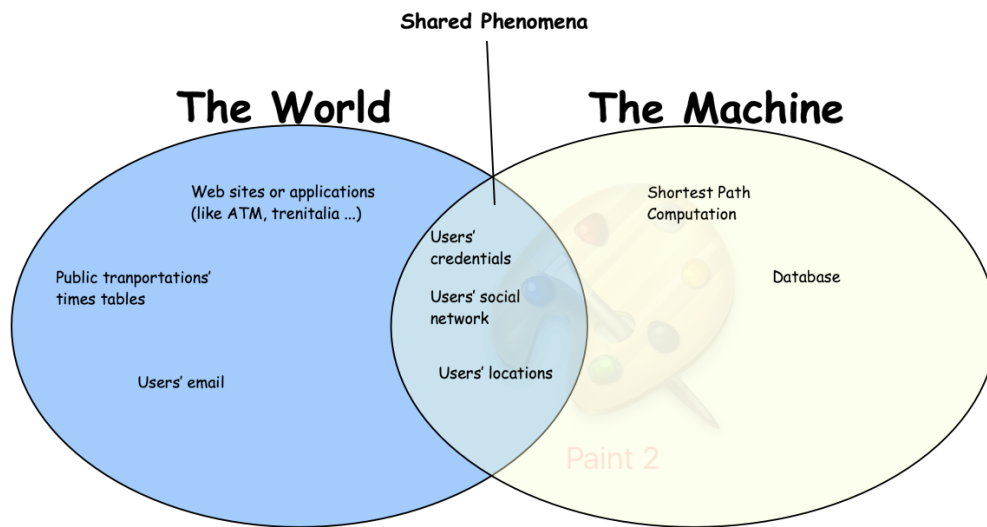 Shared Phenomena
The World
The Machine
Web sites or applications
(like ATM, trenitalia ...)
Public tranportations'
times tables
Users' email
Users'
credentials
Users' social
network
Users' locations
Shortest Path
Computation
Database
Paint 2